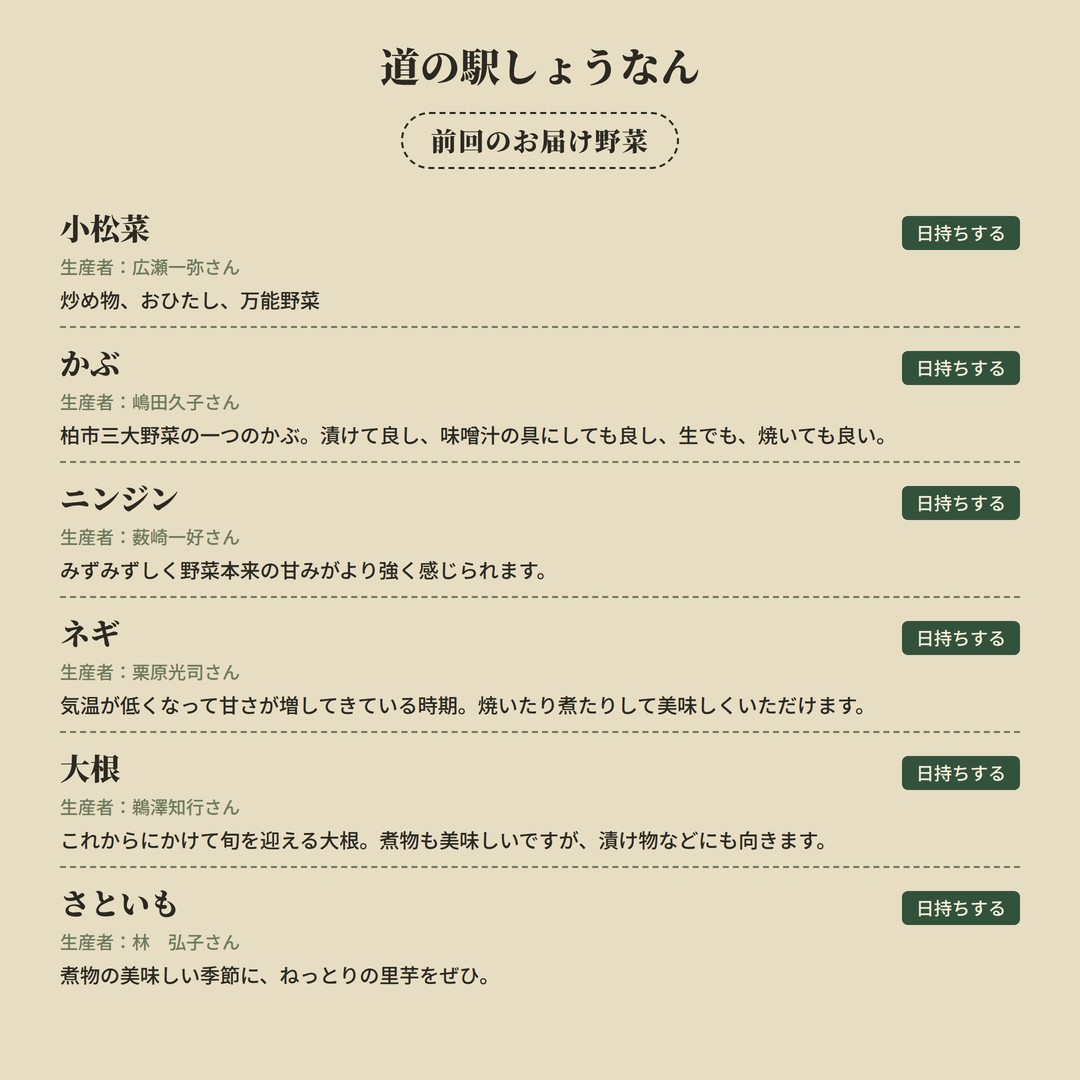 道の駅しょうなん
前回のお届け野菜
小松菜
日持ちする
生産者：広瀬一弥さん
炒め物、おひたし、万能野菜
かぶ
日持ちする
生産者：嶋田久子さん
柏市三大野菜の一つのかぶ。漬けて良し、味噌汁の具にしても良し、生でも、焼いても良い。
ニンジン
日持ちする
生産者：薮崎一好さん
みずみずしく野菜本来の甘みがより強く感じられます。
ネギ
日持ちする
生産者：栗原光司さん
気温が低くなって甘さが増してきている時期。焼いたり煮たりして美味しくいただけます。
大根
日持ちする
生産者：鵜澤知行さん
これからにかけて旬を迎える大根。煮物も美味しいですが、漬け物などにも向きます。
さといも
日持ちする
生産者：林　弘子さん
煮物の美味しい季節に、ねっとりの里芋をぜひ。